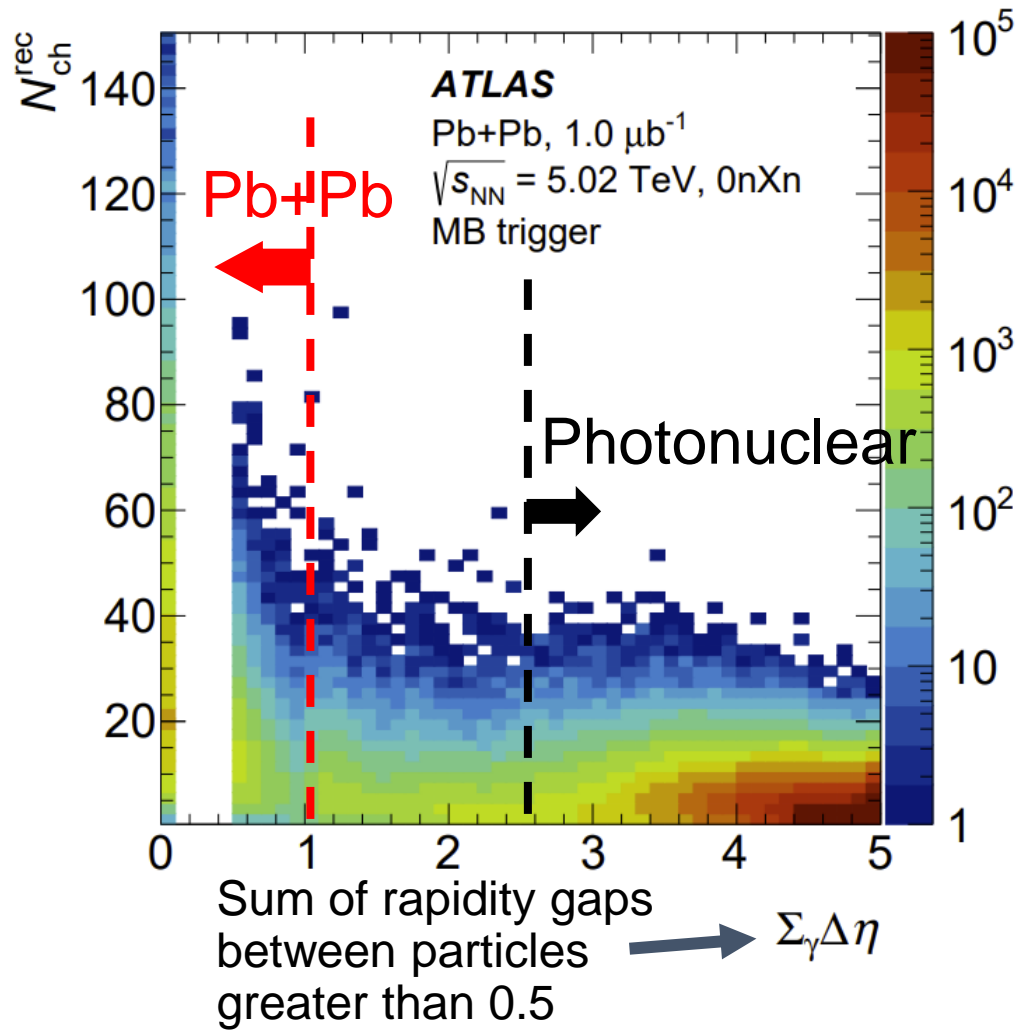 N_ch^rec
ATLAS
Pb+Pb, 1.0 μb⁻¹
√s_NN = 5.02 TeV, 0nXn
MB trigger
Pb+Pb
Photonuclear
140
120
100
80
60
40
20
0 1 2 3 4 5
10⁵
10⁴
10³
10²
10
1
Sum of rapidity gaps
between particles
greater than 0.5
Σ_γΔη